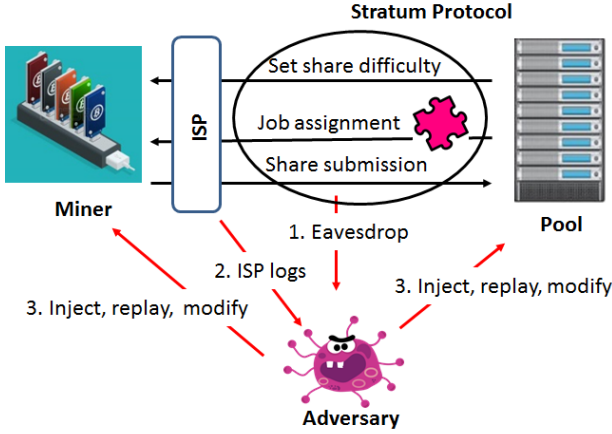 Stratum Protocol
Set share difficulty
ISP
Job assignment
Share submission
Miner
Pool
1. Eavesdrop
2. ISP logs
3. Inject, replay, modify
3. Inject, replay, modify
Adversary